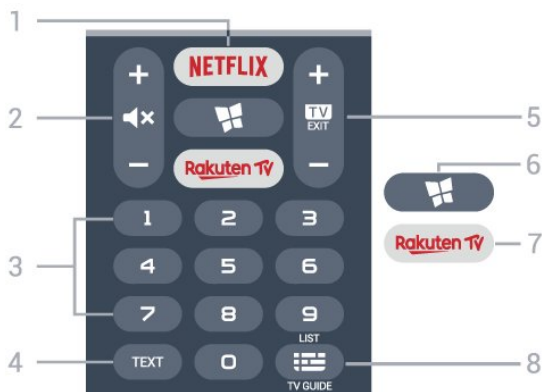 1
NETFLIX
+ +
2
TV
EXIT
5
- -
6
Rakuten TV
Rakuten TV
7
1 2 3
3
4 5 6
7 8 9
LIST
4
TEXT
0
8
TV GUIDE